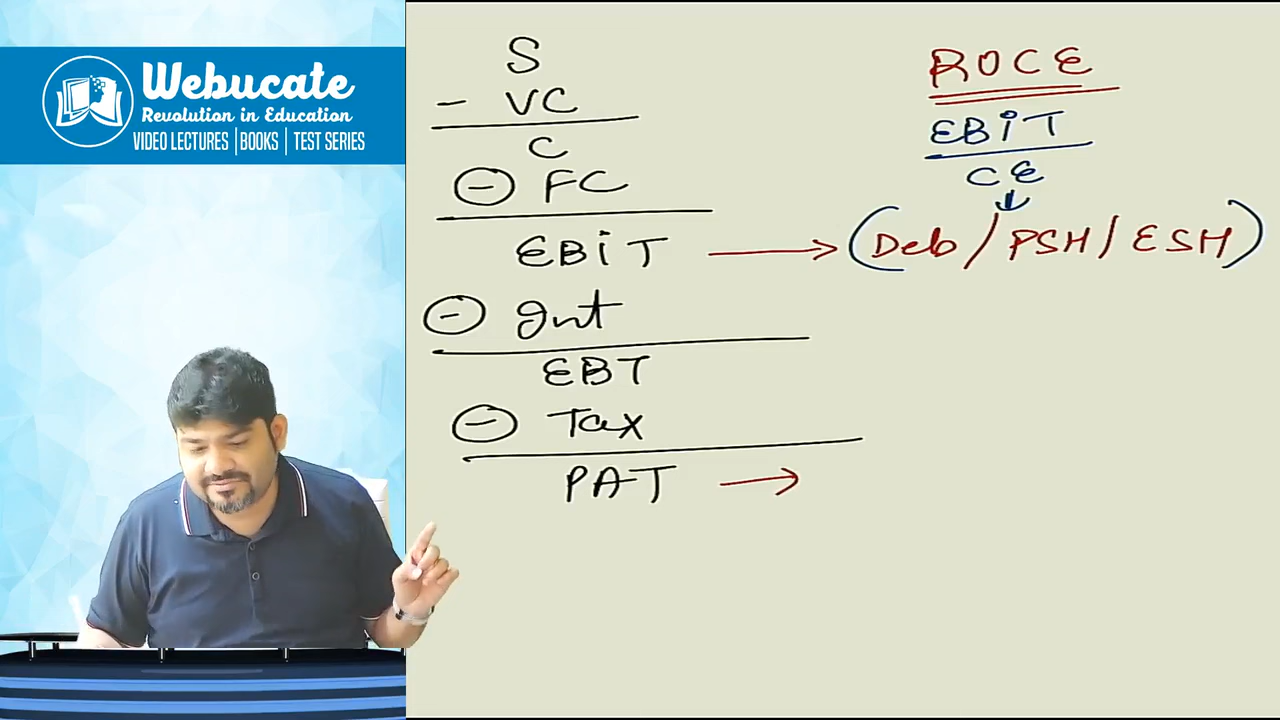 Webucate
Revolution in Education
VIDEO LECTURES | BOOKS | TEST SERIES
S
- VC
C
- FC
EBiT → (Deb / PSH / ESH)
- Int
EBT
- Tax
PAT →
ROCE
EBiT
CE